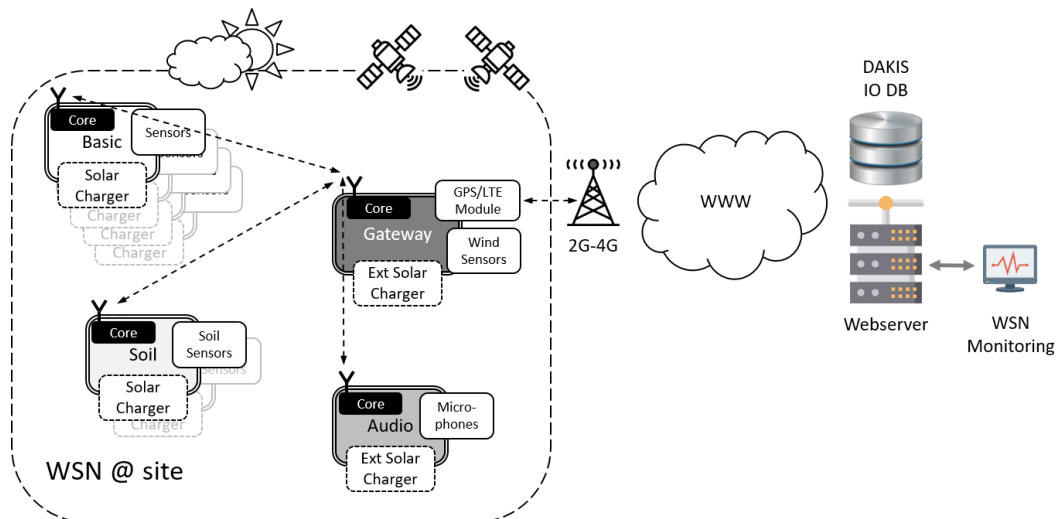 DAKIS
IO DB
Core
Basic
Sensors
Solar
Charger
Charger
Charger
Charger
GPS/LTE
Module
Core
Gateway
Wind
Sensors
Ext Solar
Charger
2G-4G
WWW
Webserver
WSN
Monitoring
Core
Soil
Soil
Sensors
Solar
Charger
Charger
Core
Audio
Micro-
phones
Ext Solar
Charger
WSN @ site